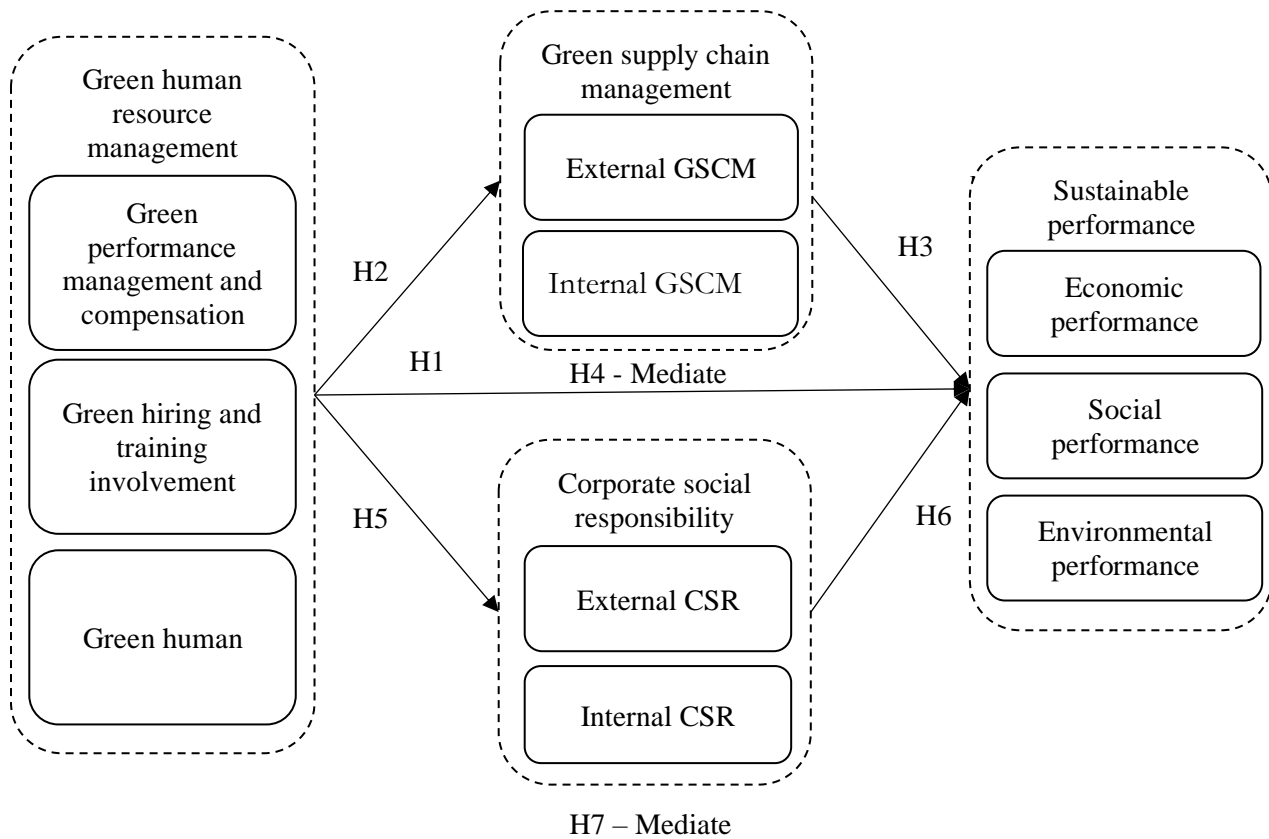 Green human
resource
management
Green
performance
management and
compensation
Green hiring and
training
involvement
Green human
H2
H1
H5
Green supply chain
management
External GSCM
Internal GSCM
H4 - Mediate
Corporate social
responsibility
External CSR
Internal CSR
H7 – Mediate
H3
H6
Sustainable
performance
Economic
performance
Social
performance
Environmental
performance